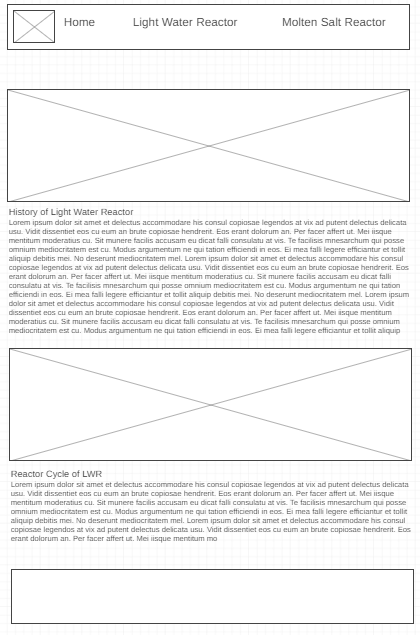 Home Light Water Reactor Molten Salt Reactor
History of Light Water Reactor
Lorem ipsum dolor sit amet et delectus accommodare his consul copiosae legendos at vix ad putent delectus delicata
usu. Vidit dissentiet eos cu eum an brute copiosae hendrerit. Eos erant dolorum an. Per facer affert ut. Mei iisque
mentitum moderatius cu. Sit munere facilis accusam eu dicat falli consulatu at vis. Te facilisis mnesarchum qui posse
omnium mediocritatem est cu. Modus argumentum ne qui tation efficiendi in eos. Ei mea falli legere efficiantur et tollit
aliquip debitis mei. No deserunt mediocritatem mel. Lorem ipsum dolor sit amet et delectus accommodare his consul
copiosae legendos at vix ad putent delectus delicata usu. Vidit dissentiet eos cu eum an brute copiosae hendrerit. Eos
erant dolorum an. Per facer affert ut. Mei iisque mentitum moderatius cu. Sit munere facilis accusam eu dicat falli
consulatu at vis. Te facilisis mnesarchum qui posse omnium mediocritatem est cu. Modus argumentum ne qui tation
efficiendi in eos. Ei mea falli legere efficiantur et tollit aliquip debitis mei. No deserunt mediocritatem mel. Lorem ipsum
dolor sit amet et delectus accommodare his consul copiosae legendos at vix ad putent delectus delicata usu. Vidit
dissentiet eos cu eum an brute copiosae hendrerit. Eos erant dolorum an. Per facer affert ut. Mei iisque mentitum
moderatius cu. Sit munere facilis accusam eu dicat falli consulatu at vis. Te facilisis mnesarchum qui posse omnium
mediocritatem est cu. Modus argumentum ne qui tation efficiendi in eos. Ei mea falli legere efficiantur et tollit aliquip
Reactor Cycle of LWR
Lorem ipsum dolor sit amet et delectus accommodare his consul copiosae legendos at vix ad putent delectus delicata
usu. Vidit dissentiet eos cu eum an brute copiosae hendrerit. Eos erant dolorum an. Per facer affert ut. Mei iisque
mentitum moderatius cu. Sit munere facilis accusam eu dicat falli consulatu at vis. Te facilisis mnesarchum qui posse
omnium mediocritatem est cu. Modus argumentum ne qui tation efficiendi in eos. Ei mea falli legere efficiantur et tollit
aliquip debitis mei. No deserunt mediocritatem mel. Lorem ipsum dolor sit amet et delectus accommodare his consul
copiosae legendos at vix ad putent delectus delicata usu. Vidit dissentiet eos cu eum an brute copiosae hendrerit. Eos
erant dolorum an. Per facer affert ut. Mei iisque mentitum mo